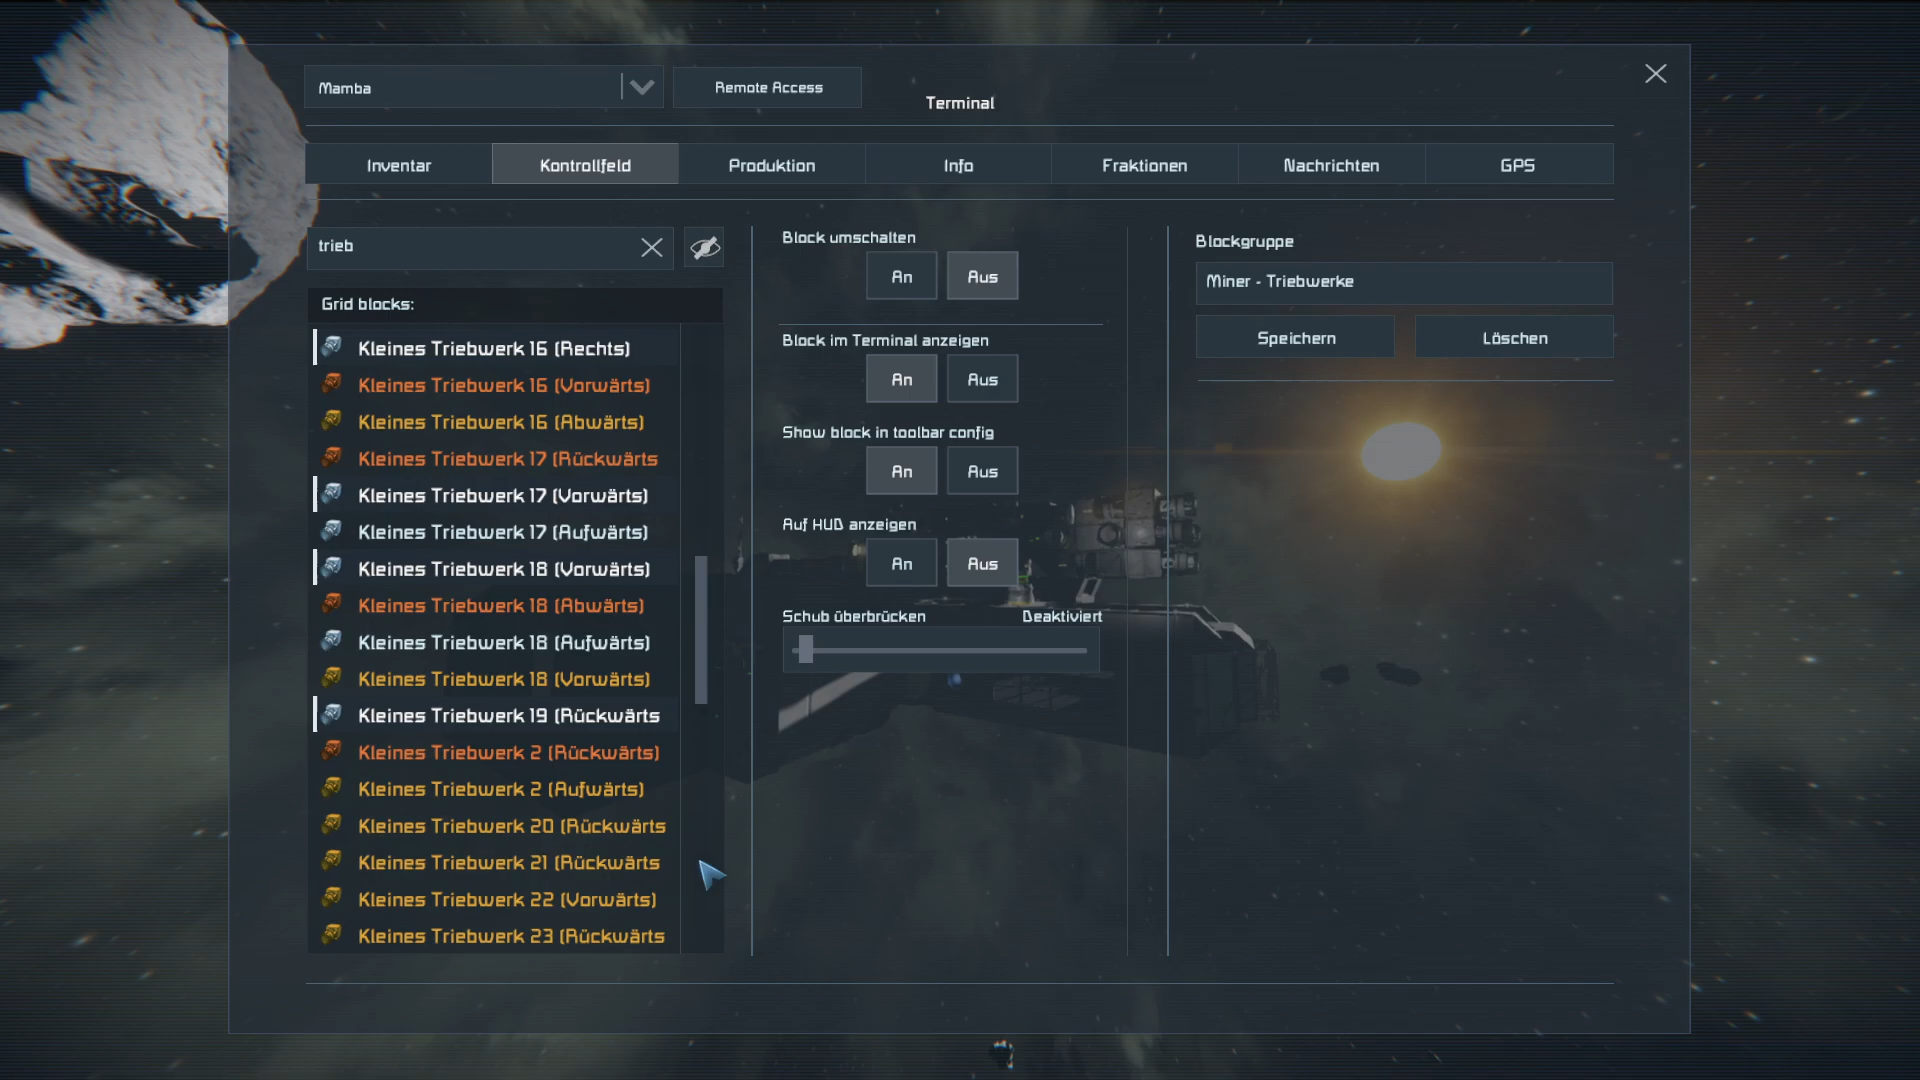 Mamba
Remote Access
Terminal
Inventar
Kontrollfeld
Produktion
Info
Fraktionen
Nachrichten
GPS
trieb
Grid blocks:
Kleines Triebwerk 16 (Rechts)
Kleines Triebwerk 16 (Vorwärts)
Kleines Triebwerk 16 (Abwärts)
Kleines Triebwerk 17 (Rückwärts
Kleines Triebwerk 17 (Vorwärts)
Kleines Triebwerk 17 (Aufwärts)
Kleines Triebwerk 18 (Vorwärts)
Kleines Triebwerk 18 (Abwärts)
Kleines Triebwerk 18 (Aufwärts)
Kleines Triebwerk 18 (Vorwärts)
Kleines Triebwerk 19 (Rückwärts
Kleines Triebwerk 2 (Rückwärts)
Kleines Triebwerk 2 (Aufwärts)
Kleines Triebwerk 20 (Rückwärts
Kleines Triebwerk 21 (Rückwärts
Kleines Triebwerk 22 (Vorwärts)
Kleines Triebwerk 23 (Rückwärts
Block umschalten
An Aus
Block im Terminal anzeigen
An Aus
Show block in toolbar config
An Aus
Auf HUD anzeigen
An Aus
Schub überbrücken Deaktiviert
Blockgruppe
Miner - Triebwerke
Speichern Löschen